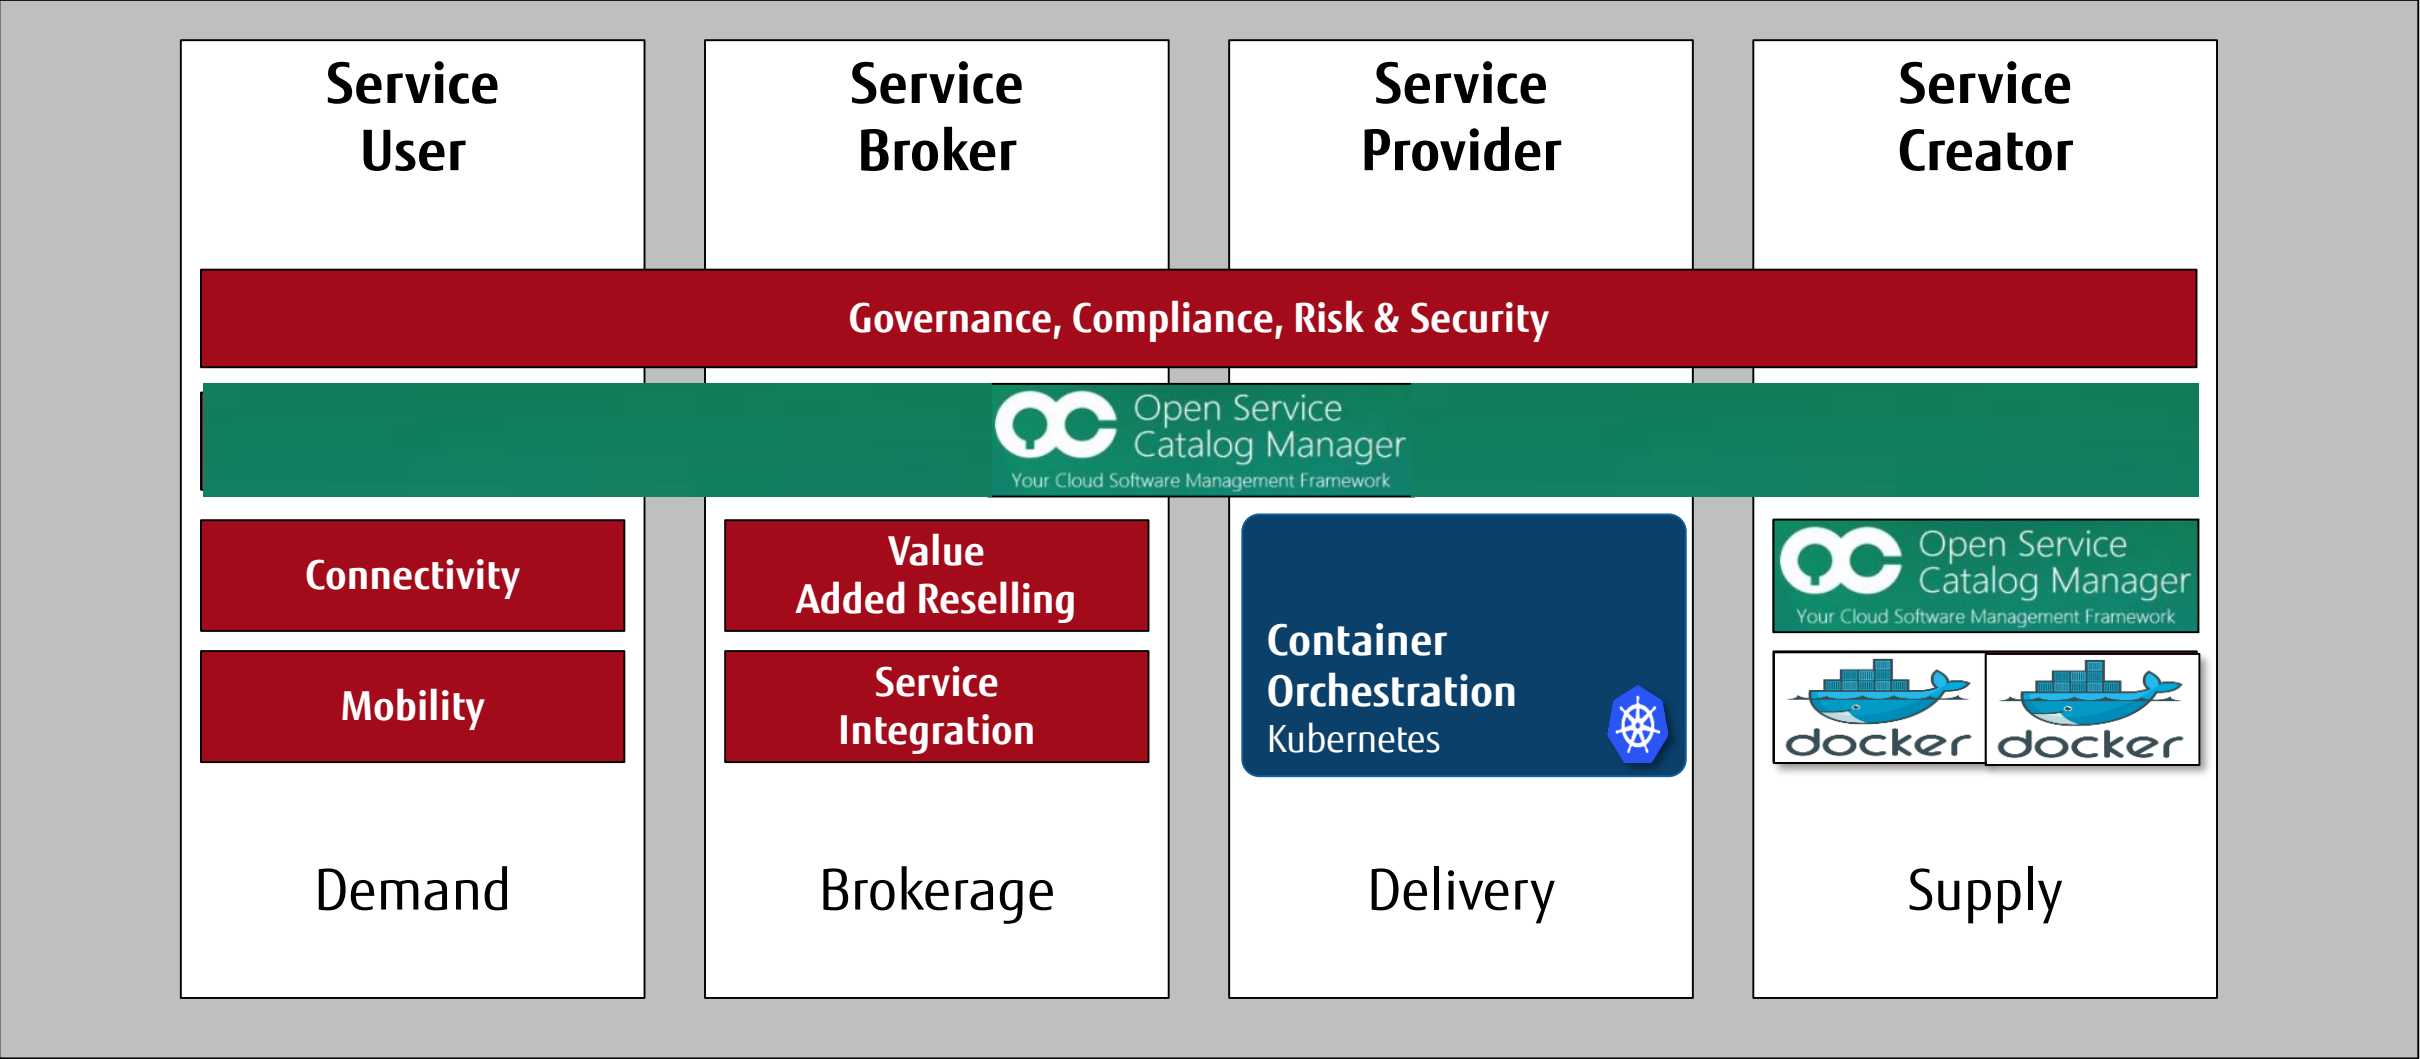 Service
User
Service
Broker
Service
Provider
Service
Creator
Governance, Compliance, Risk & Security
Open Service
Catalog Manager
Your Cloud Software Management Framework
Connectivity
Mobility
Value
Added Reselling
Service
Integration
Container
Orchestration
Kubernetes
Open Service
Catalog Manager
Your Cloud Software Management Framework
docker
docker
Demand
Brokerage
Delivery
Supply